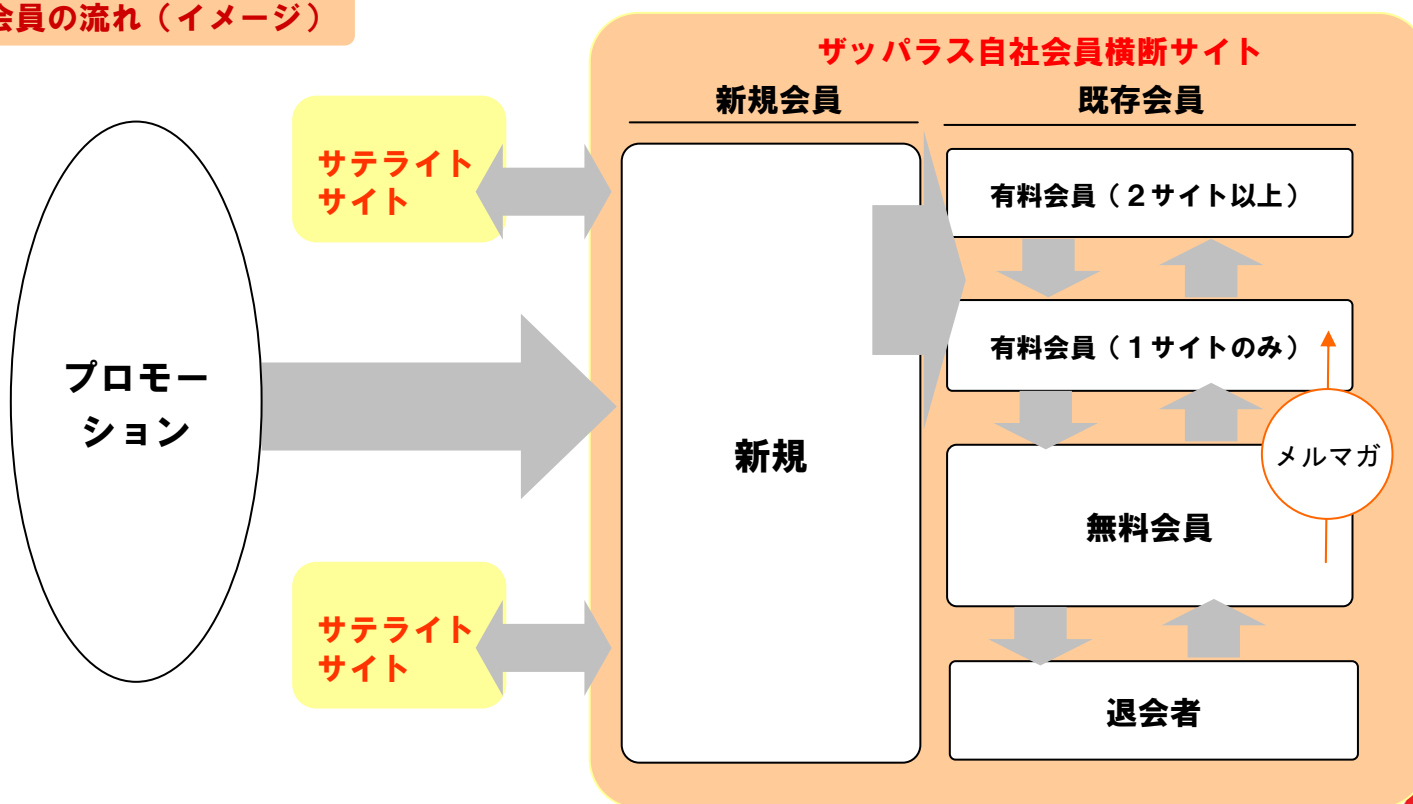 会員の流れ（イメージ）
ザッパラス自社会員横断サイト
新規会員
既存会員
サテライト
サイト
プロモー
ション
サテライト
サイト
新規
有料会員（２サイト以上）
有料会員（１サイトのみ）
メルマガ
無料会員
退会者